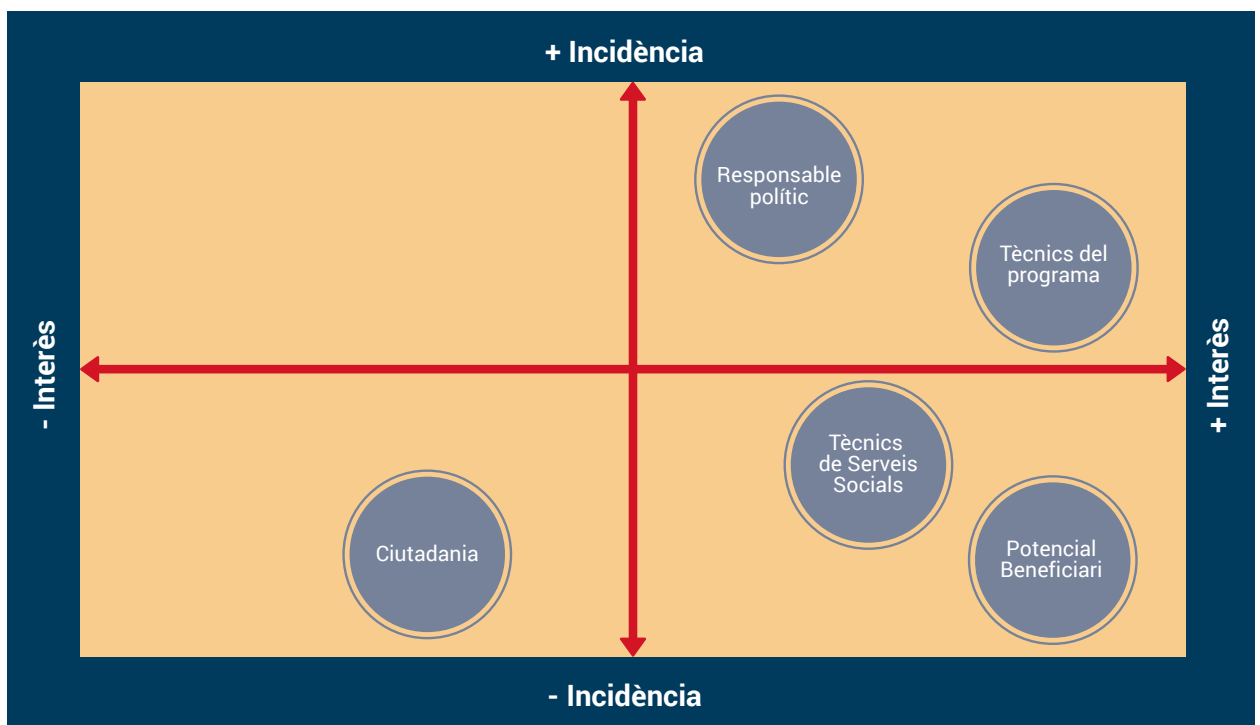 + Incidència
Responsable
polític
Tècnics del
programa
- Interès
+ Interès
Tècnics
de Serveis
Socials
Ciutadania
Potencial
Beneficiari
- Incidència